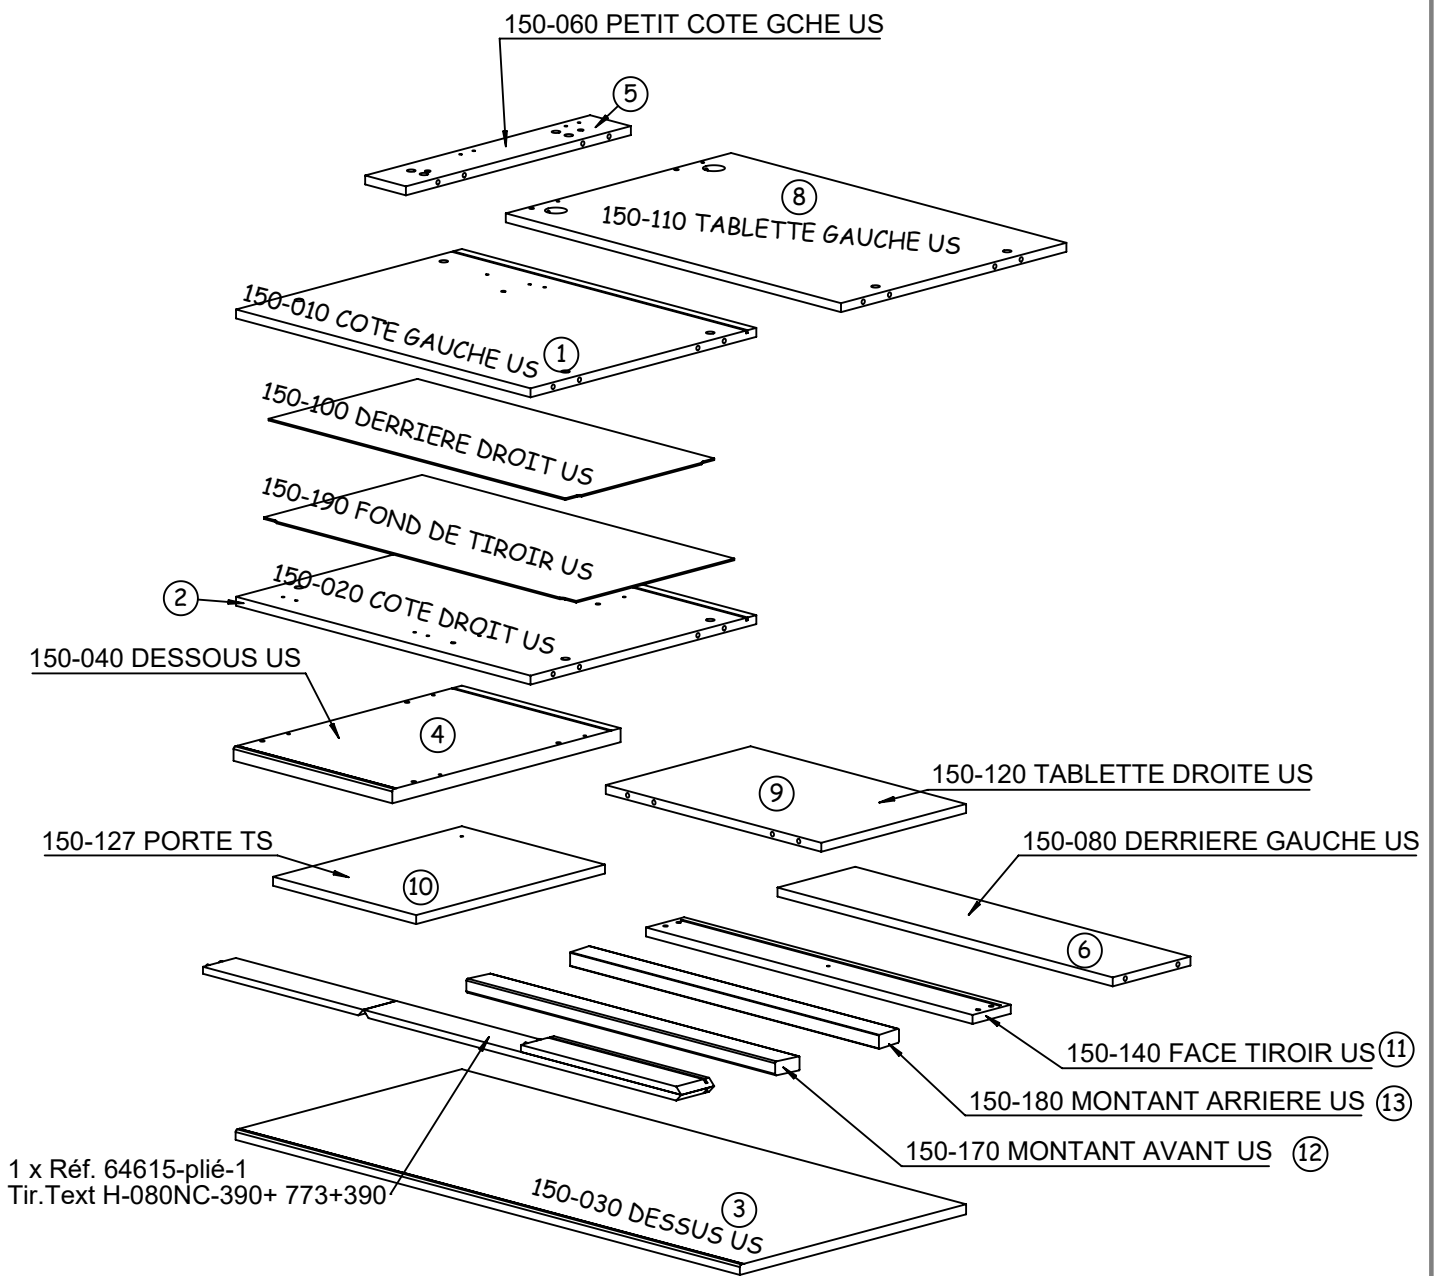 150-060 PETIT COTE GCHE US
5
8
150-110 TABLETTE GAUCHE US
150-010 COTE GAUCHE US
1
150-100 DERRIERE DROIT US
150-190 FOND DE TIROIR US
150-020 COTE DROIT US
2
150-040 DESSOUS US
4
9
150-120 TABLETTE DROITE US
150-127 PORTE TS
10
150-080 DERRIERE GAUCHE US
6
150-140 FACE TIROIR US 11
150-180 MONTANT ARRIERE US 13
150-170 MONTANT AVANT US 12
1 x Réf. 64615-plié-1
Tir.Text H-080NC-390+ 773+390
150-030 DESSUS US
3